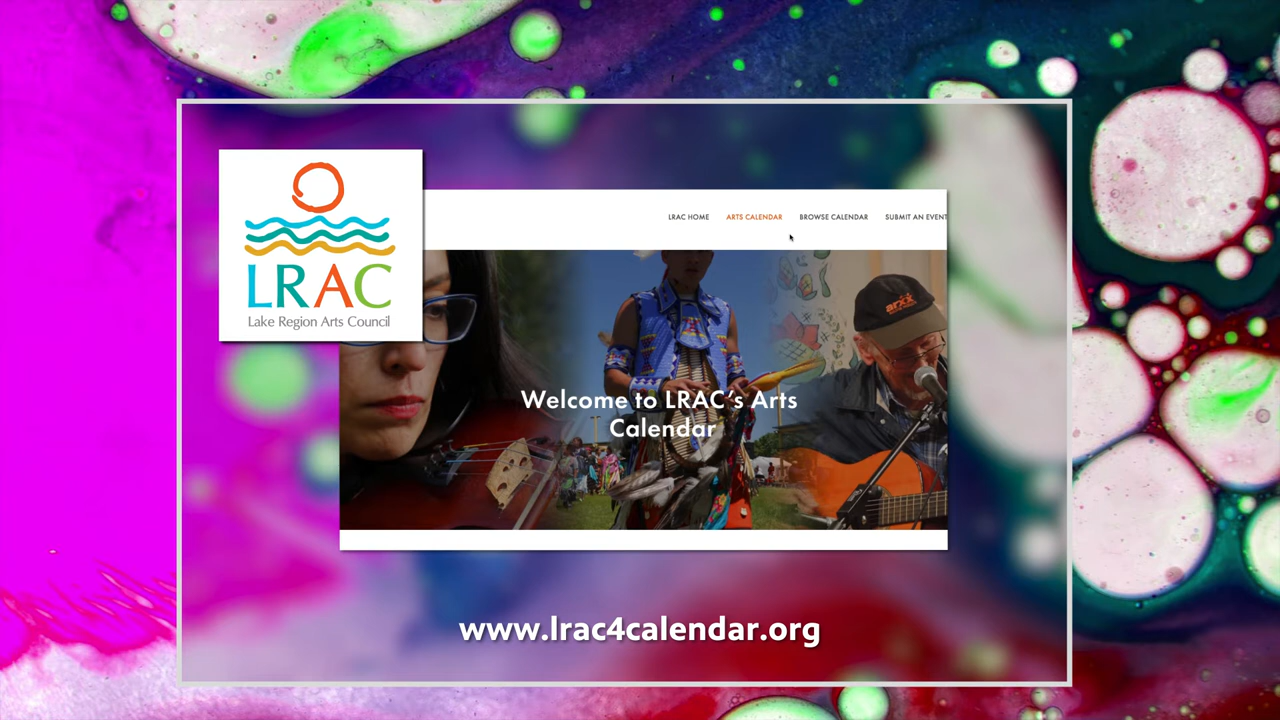 LRAC
Lake Region Arts Council
LRAC HOME ARTS CALENDAR BROWSE CALENDAR SUBMIT AN EVENT
arxx
Welcome to LRAC's Arts
Calendar
www.lrac4calendar.org